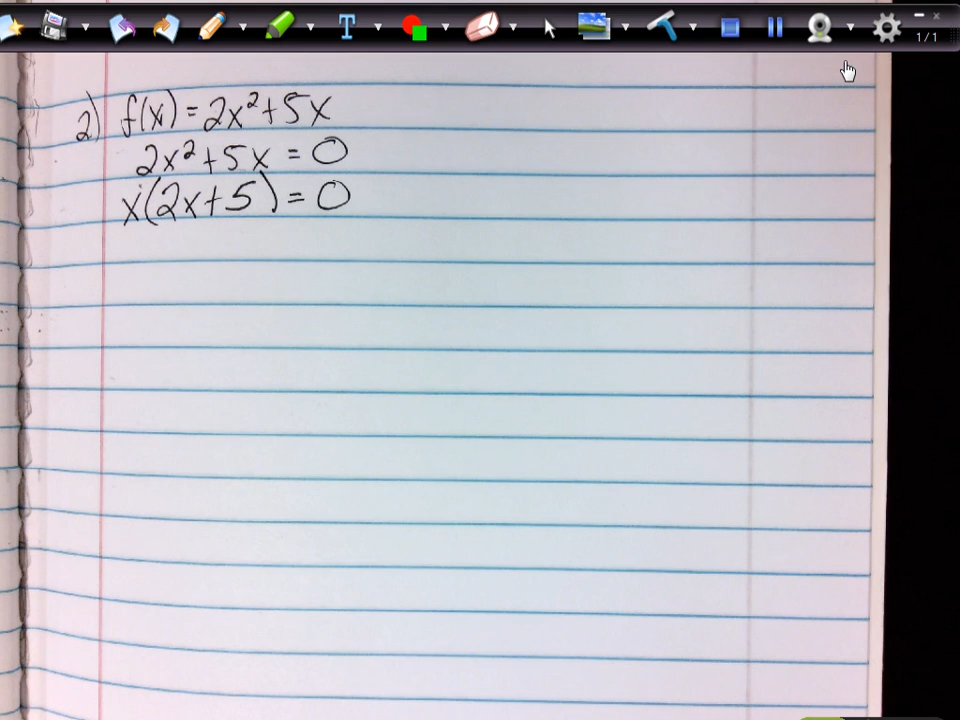 1/1
2) f(x) = 2x² + 5x
2x² + 5x = 0
x(2x+5) = 0